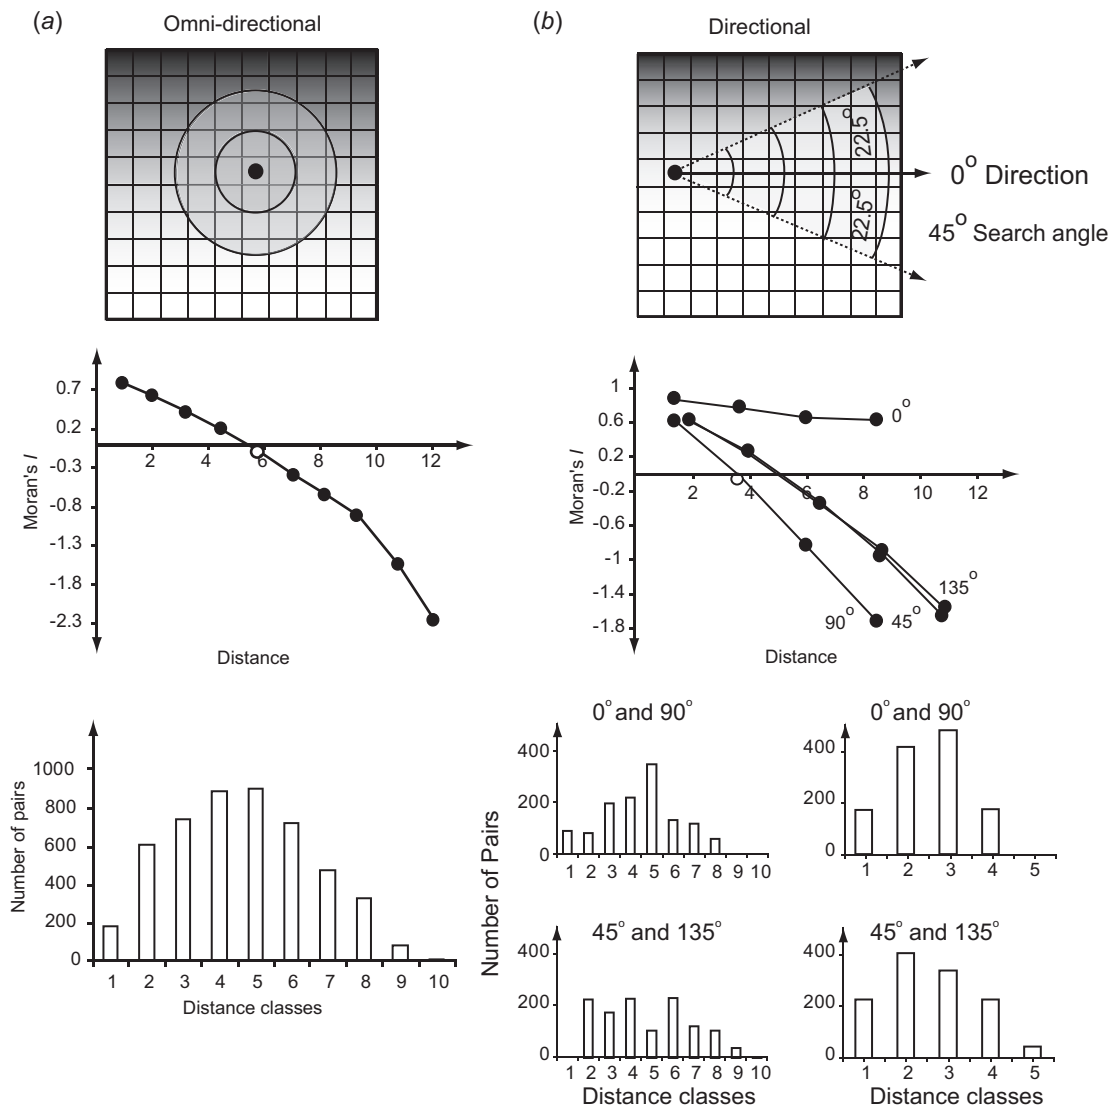 (a) Omni-directional
(b) Directional
22.5°
22.5°
0° Direction
45° Search angle
Moran's I
0.7
0.2
-0.3
-0.8
-1.3
-1.8
-2.3
2 4 6 8 10 12
Distance
Moran's I
1
0.6
0.2
-0.2
-0.6
-1
-1.4
-1.8
2 4 6 8 10 12
0°
135°
90° 45°
Distance
Number of pairs
1000
800
600
400
200
0
1 2 3 4 5 6 7 8 9 10
Distance classes
Number of Pairs
0° and 90°
400
200
0
1 2 3 4 5 6 7 8 9 10
0° and 90°
400
200
0
1 2 3 4 5
45° and 135°
400
200
0
1 2 3 4 5 6 7 8 9 10
Distance classes
45° and 135°
400
200
0
1 2 3 4 5
Distance classes